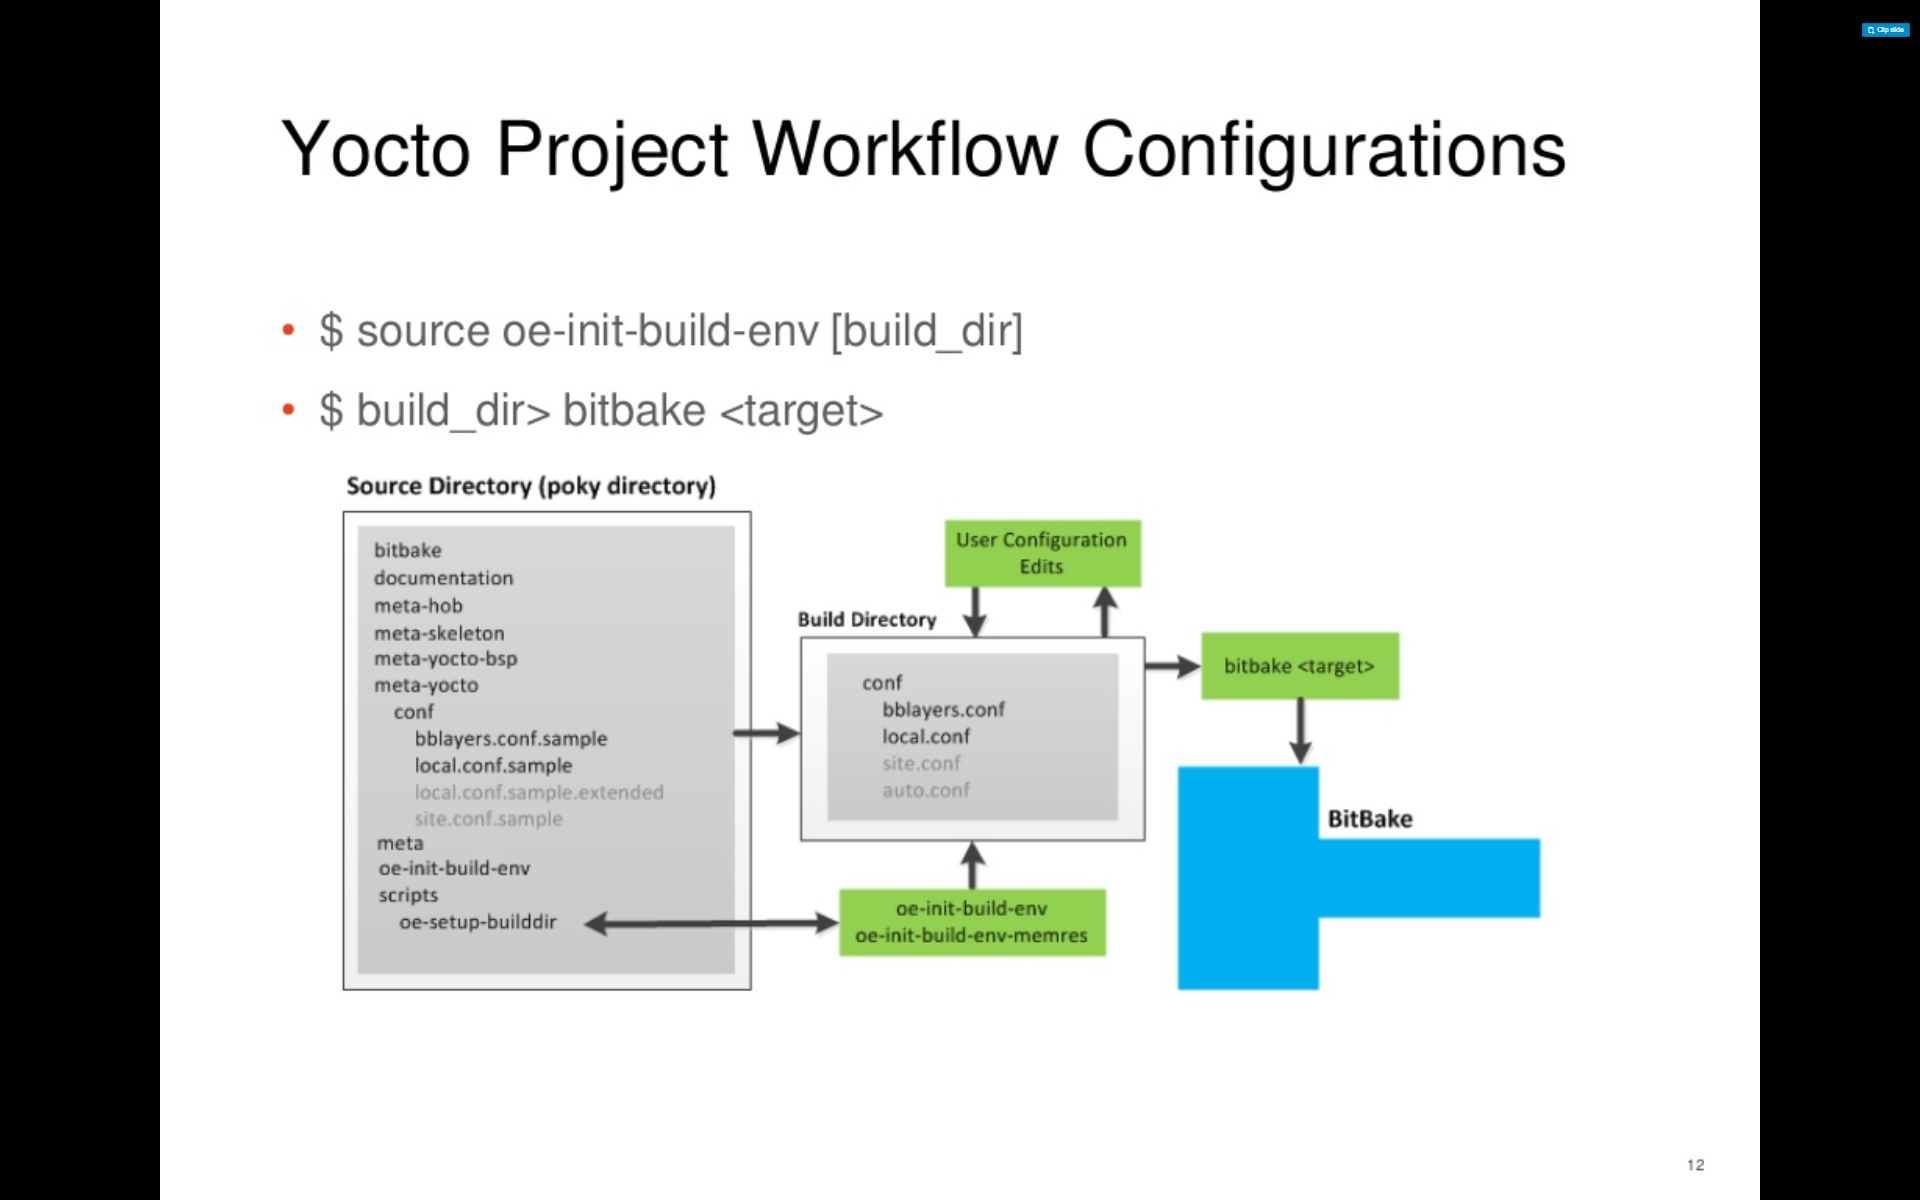 Clip slide
Yocto Project Workflow Configurations
• $ source oe-init-build-env [build_dir]
• $ build_dir> bitbake <target>
Source Directory (poky directory)
bitbake
documentation
meta-hob
meta-skeleton
meta-yocto-bsp
meta-yocto
conf
bblayers.conf.sample
local.conf.sample
local.conf.sample.extended
site.conf.sample
meta
oe-init-build-env
scripts
oe-setup-builddir
User Configuration
Edits
Build Directory
conf
bblayers.conf
local.conf
site.conf
auto.conf
oe-init-build-env
oe-init-build-env-memres
bitbake <target>
BitBake
12